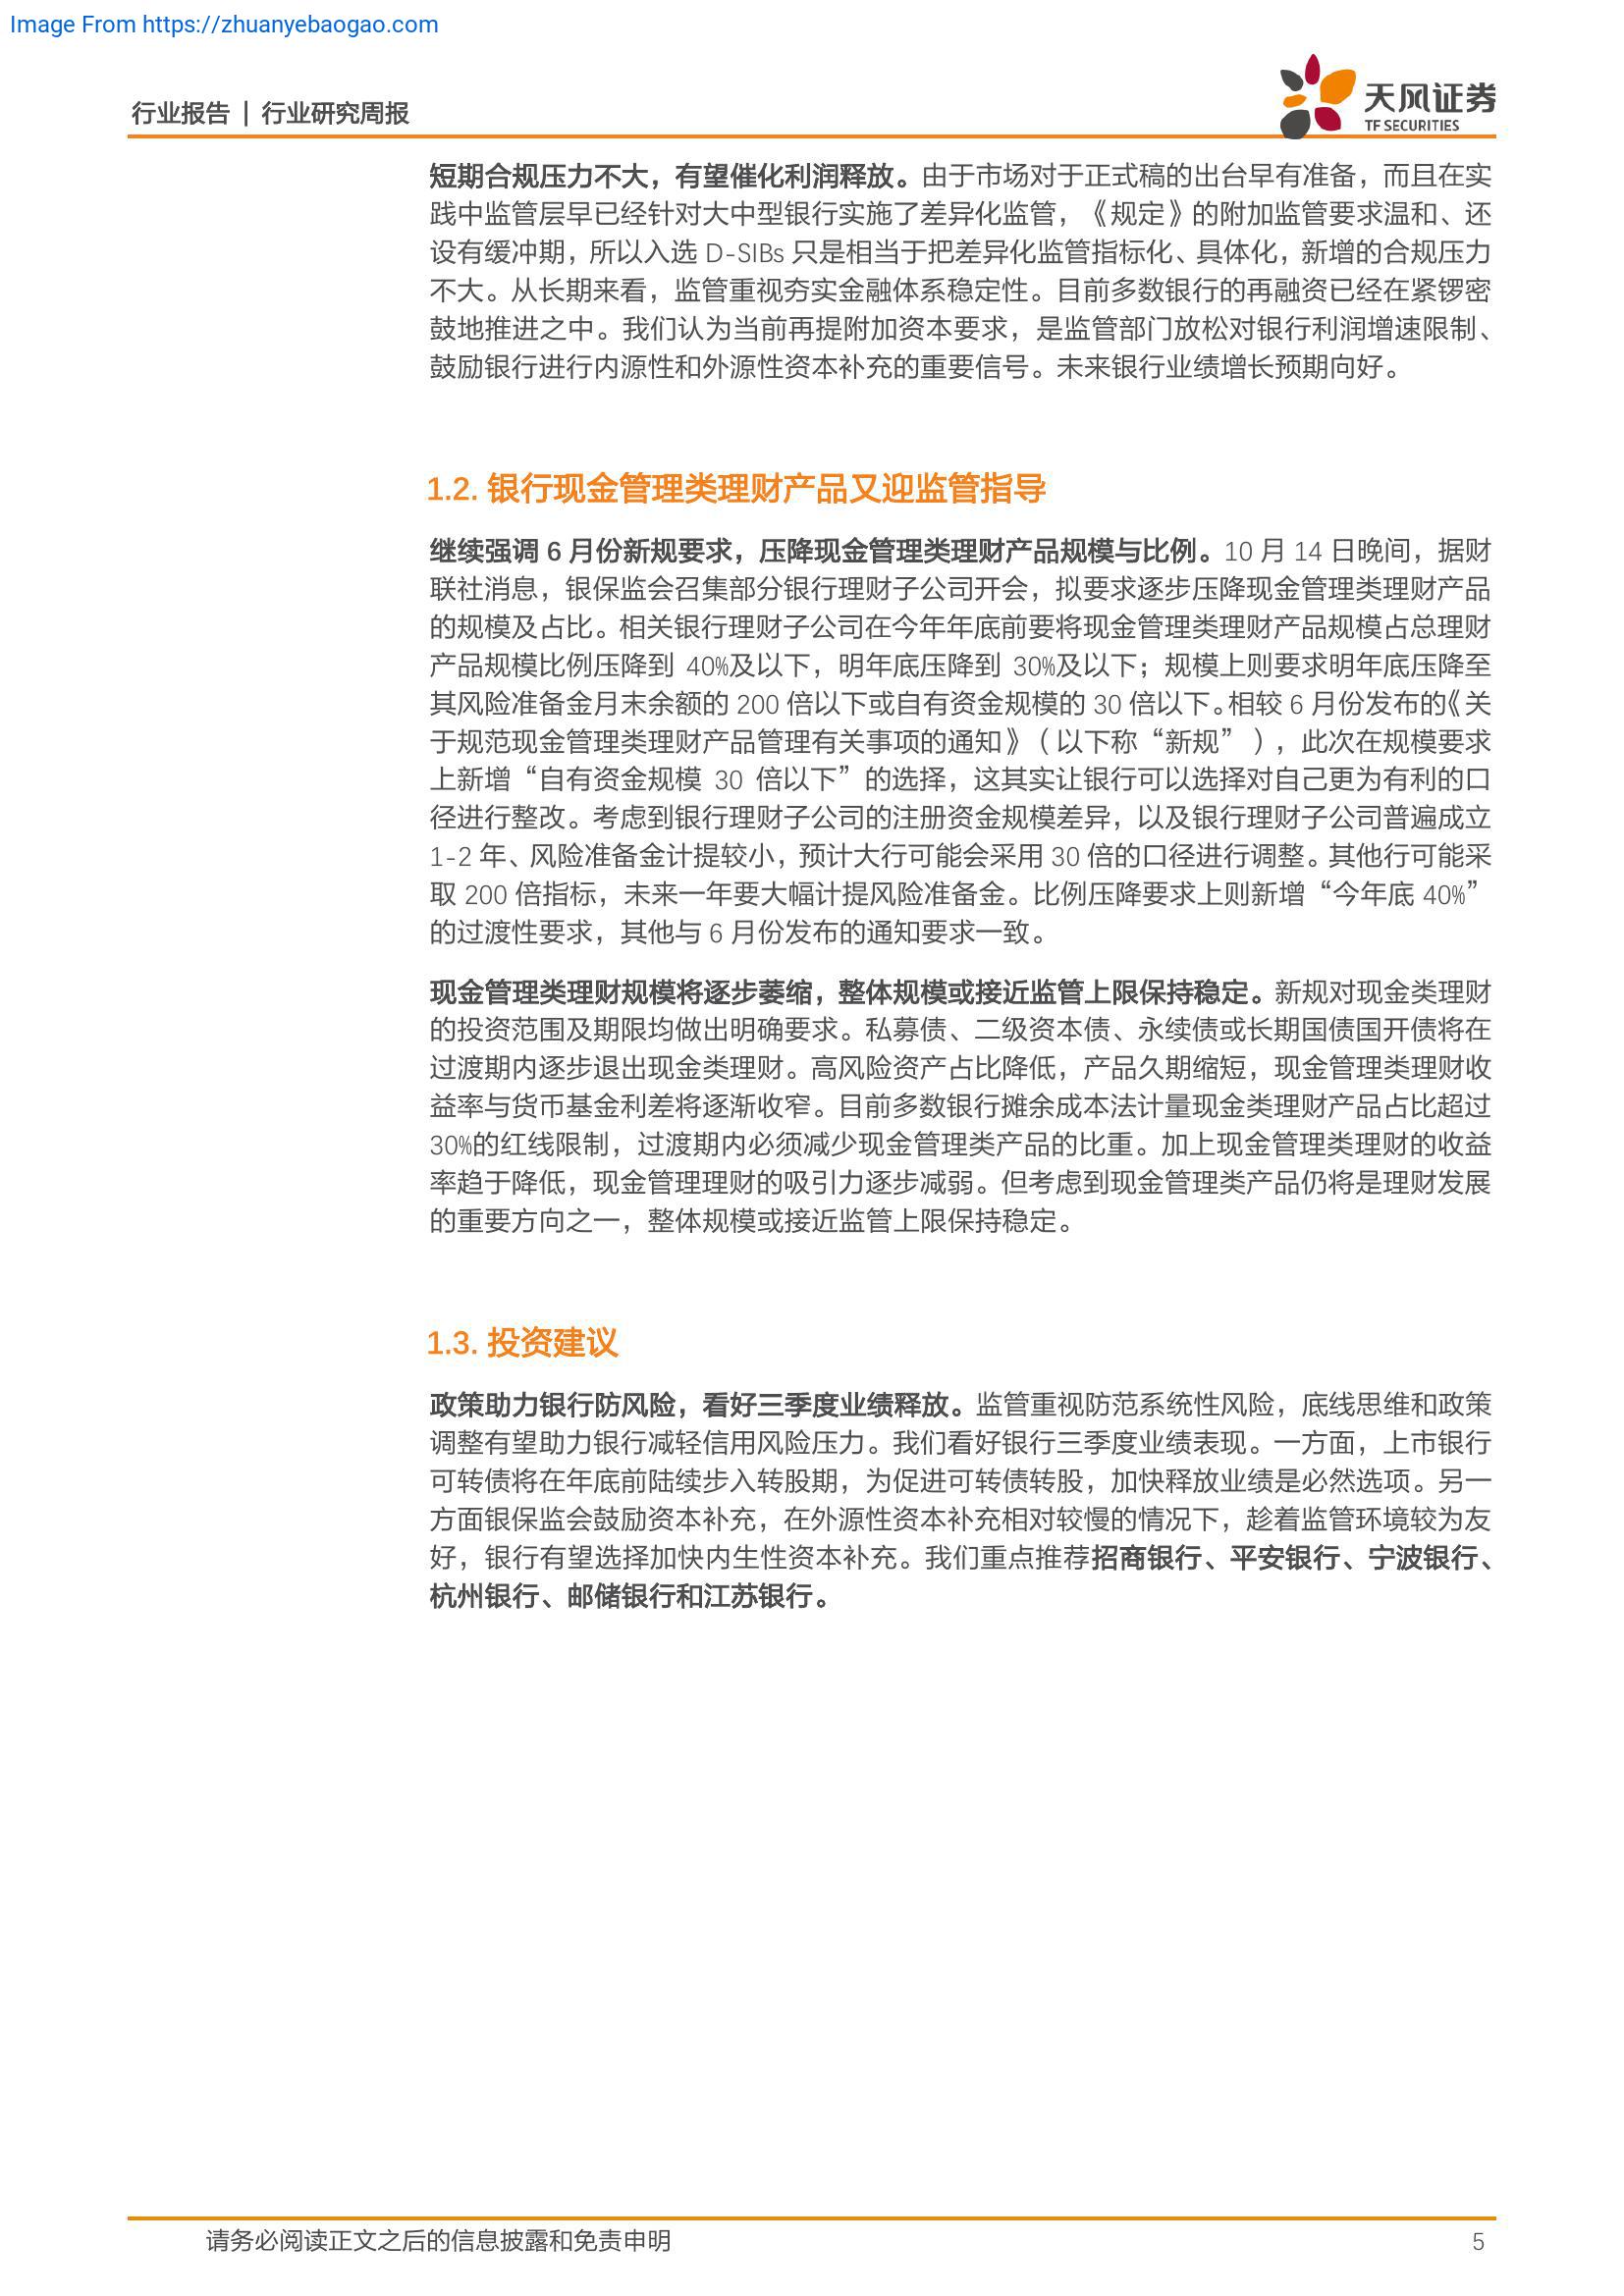 Image From https://zhuanyebaogao.com
行业报告 | 行业研究周报
天风证券
TF SECURITIES
短期合规压力不大，有望催化利润释放。由于市场对于正式稿的出台早有准备，而且在实
践中监管层早已经针对大中型银行实施了差异化监管，《规定》的附加监管要求温和、还
设有缓冲期，所以入选 D-SIBs 只是相当于把差异化监管指标化、具体化，新增的合规压力
不大。从长期来看，监管重视夯实金融体系稳定性。目前多数银行的再融资已经在紧锣密
鼓地推进之中。我们认为当前再提附加资本要求，是监管部门放松对银行利润增速限制、
鼓励银行进行内源性和外源性资本补充的重要信号。未来银行业绩增长预期向好。
1.2. 银行现金管理类理财产品又迎监管指导
继续强调 6 月份新规要求，压降现金管理类理财产品规模与比例。10 月 14 日晚间，据财
联社消息，银保监会召集部分银行理财子公司开会，拟要求逐步压降现金管理类理财产品
的规模及占比。相关银行理财子公司在今年年底前要将现金管理类理财产品规模占总理财
产品规模比例压降到 40%及以下，明年底压降到 30%及以下；规模上则要求明年底压降至
其风险准备金月末余额的 200 倍以下或自有资金规模的 30 倍以下。相较 6 月份发布的《关
于规范现金管理类理财产品管理有关事项的通知》（以下称“新规”），此次在规模要求
上新增“自有资金规模 30 倍以下”的选择，这其实让银行可以选择对自己更为有利的口
径进行整改。考虑到银行理财子公司的注册资金规模差异，以及银行理财子公司普遍成立
1-2 年、风险准备金计提较小，预计大行可能会采用 30 倍的口径进行调整。其他行可能采
取 200 倍指标，未来一年要大幅计提风险准备金。比例压降要求上则新增“今年底 40%”
的过渡性要求，其他与 6 月份发布的通知要求一致。
现金管理类理财规模将逐步萎缩，整体规模或接近监管上限保持稳定。新规对现金类理财
的投资范围及期限均做出明确要求。私募债、二级资本债、永续债或长期国债国开债将在
过渡期内逐步退出现金类理财。高风险资产占比降低，产品久期缩短，现金管理类理财收
益率与货币基金利差将逐渐收窄。目前多数银行摊余成本法计量现金类理财产品占比超过
30%的红线限制，过渡期内必须减少现金管理类产品的比重。加上现金管理类理财的收益
率趋于降低，现金管理理财的吸引力逐步减弱。但考虑到现金管理类产品仍将是理财发展
的重要方向之一，整体规模或接近监管上限保持稳定。
1.3. 投资建议
政策助力银行防风险，看好三季度业绩释放。监管重视防范系统性风险，底线思维和政策
调整有望助力银行减轻信用风险压力。我们看好银行三季度业绩表现。一方面，上市银行
可转债将在年底前陆续步入转股期，为促进可转债转股，加快释放业绩是必然选项。另一
方面银保监会鼓励资本补充，在外源性资本补充相对较慢的情况下，趁着监管环境较为友
好，银行有望选择加快内生性资本补充。我们重点推荐招商银行、平安银行、宁波银行、
杭州银行、邮储银行和江苏银行。
请务必阅读正文之后的信息披露和免责申明
5